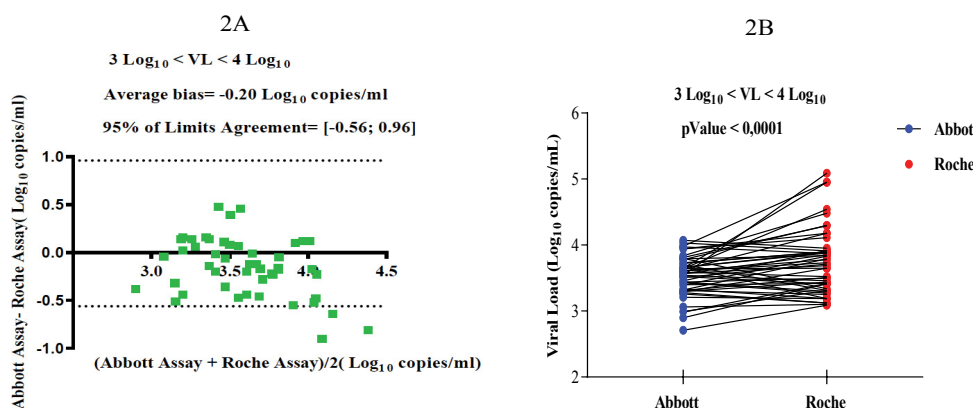 2A
3 Log10 < VL < 4 Log10
Average bias= -0.20 Log10 copies/ml
95% of Limits Agreement= [-0.56; 0.96]
Abbott Assay- Roche Assay( Log10 copies/ml)
1.0
0.5
0.0
-0.5
-1.0
3.0
3.5
4.0
4.5
(Abbott Assay + Roche Assay)/2( Log10 copies/ml)
2B
3 Log10 < VL < 4 Log10
pValue < 0,0001
Abbott
Roche
Viral Load (Log10 copies/mL)
6
5
4
3
2
Abbott
Roche